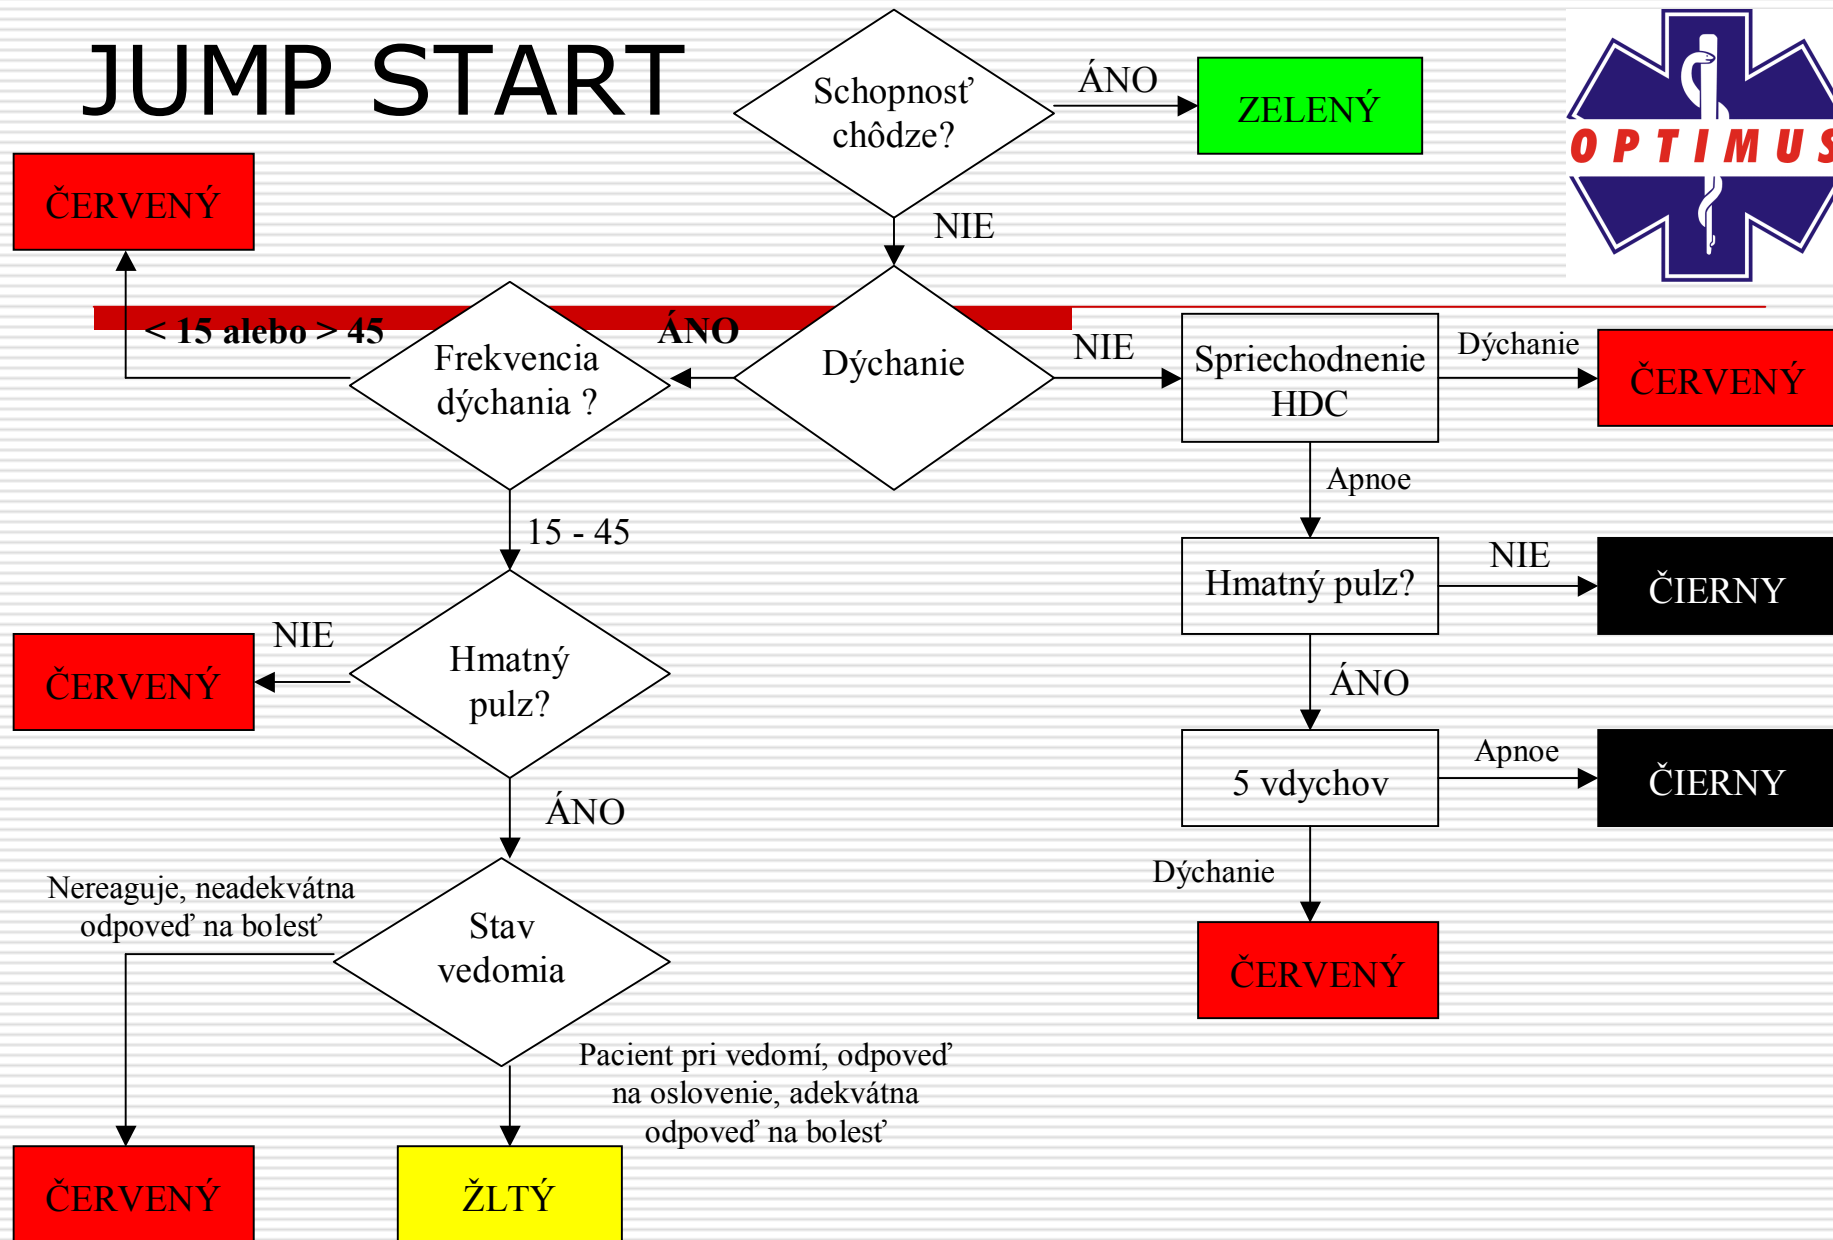 JUMP START
Schopnosť
chôdze?
ÁNO
ZELENÝ
OPTIMUS
ČERVENÝ
NIE
< 15 alebo > 45
Frekvencia
dýchania ?
ÁNO
Dýchanie
NIE
Spriechodnenie
HDC
Dýchanie
ČERVENÝ
Apnoe
15 - 45
Hmatný pulz?
NIE
ČIERNY
ČERVENÝ
NIE
Hmatný
pulz?
ÁNO
5 vdychov
Apnoe
ČIERNY
ÁNO
Dýchanie
ČERVENÝ
Nereaguje, neadekvátna
odpoveď na bolesť
Stav
vedomia
Pacient pri vedomí, odpoveď
na oslovenie, adekvátna
odpoveď na bolesť
ČERVENÝ
ŽLTÝ